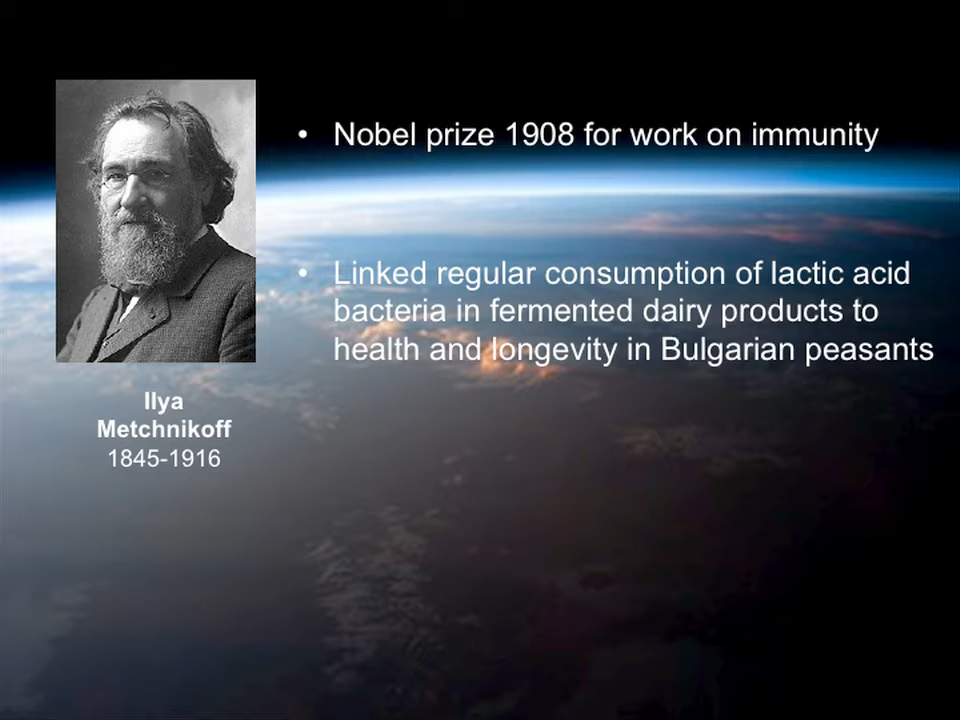 • Nobel prize 1908 for work on immunity
• Linked regular consumption of lactic acid
bacteria in fermented dairy products to
health and longevity in Bulgarian peasants
Ilya
Metchnikoff
1845-1916